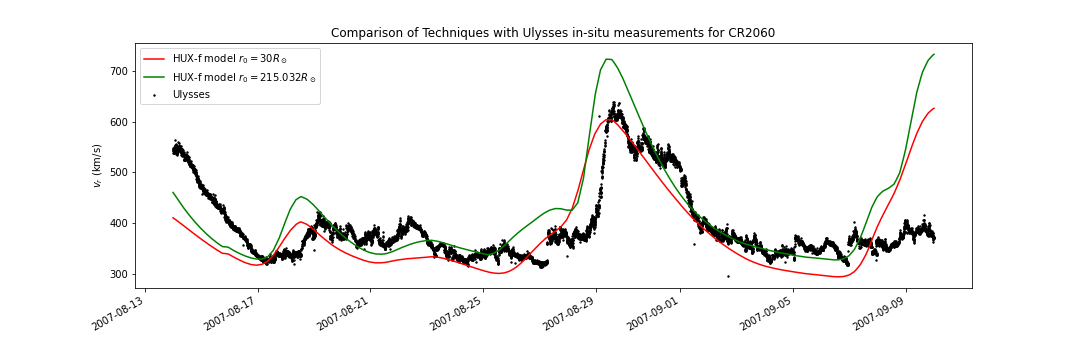 Comparison of Techniques with Ulysses in-situ measurements for CR2060
HUX-f model r₀ = 30R⊙
HUX-f model r₀ = 215.032R⊙
Ulysses
vᵣ (km/s)
700
600
500
400
300
2007-08-13
2007-08-17
2007-08-21
2007-08-25
2007-08-29
2007-09-01
2007-09-05
2007-09-09